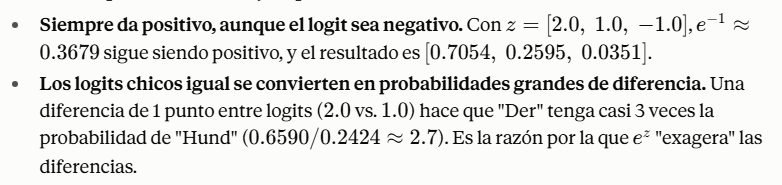 • Siempre da positivo, aunque el logit sea negativo. Con z = [2.0, 1.0, −1.0], e⁻¹ ≈
0.3679 sigue siendo positivo, y el resultado es [0.7054, 0.2595, 0.0351].
• Los logits chicos igual se convierten en probabilidades grandes de diferencia. Una
diferencia de 1 punto entre logits (2.0 vs. 1.0) hace que "Der" tenga casi 3 veces la
probabilidad de "Hund" (0.6590/0.2424 ≈ 2.7). Es la razón por la que eᶻ "exagera" las
diferencias.